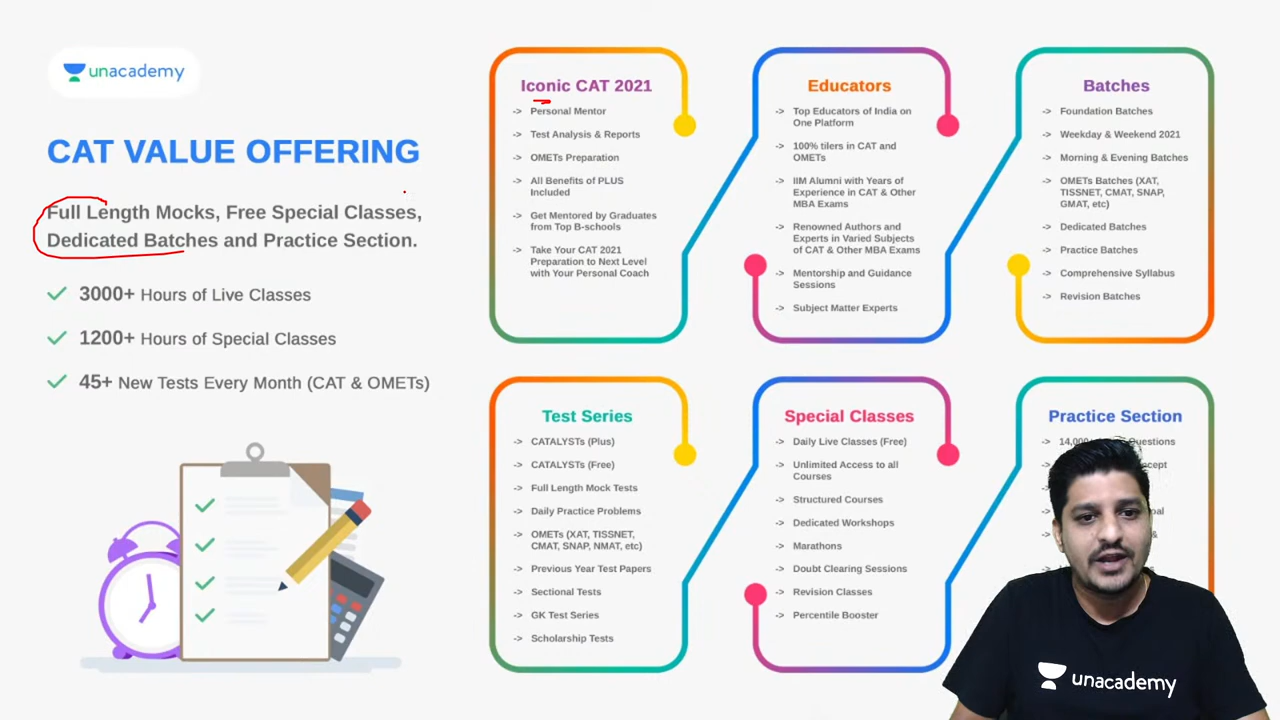 unacademy
CAT VALUE OFFERING
Full Length Mocks, Free Special Classes,
Dedicated Batches and Practice Section.
3000+ Hours of Live Classes
1200+ Hours of Special Classes
45+ New Tests Every Month (CAT & OMETs)
Iconic CAT 2021
-> Personal Mentor
-> Test Analysis & Reports
-> OMETs Preparation
-> All Benefits of PLUS
Included
-> Get Mentored by Graduates
from Top B-schools
-> Take Your CAT 2021
Preparation to Next Level
with Your Personal Coach
Educators
-> Top Educators of India on
One Platform
-> 100% tilers in CAT and
OMETs
-> IIM Alumni with Years of
Experience in CAT & Other
MBA Exams
-> Renowned Authors and
Experts in Varied Subjects
of CAT & Other MBA Exams
-> Mentorship and Guidance
Sessions
-> Subject Matter Experts
Batches
-> Foundation Batches
-> Weekday & Weekend 2021
-> Morning & Evening Batches
-> OMETs Batches (XAT,
TISSNET, CMAT, SNAP,
GMAT, etc)
-> Dedicated Batches
-> Practice Batches
-> Comprehensive Syllabus
-> Revision Batches
Test Series
-> CATALYSTs (Plus)
-> CATALYSTs (Free)
-> Full Length Mock Tests
-> Daily Practice Problems
-> OMETs (XAT, TISSNET,
CMAT, SNAP, NMAT, etc)
-> Previous Year Test Papers
-> Sectional Tests
-> GK Test Series
-> Scholarship Tests
Special Classes
-> Daily Live Classes (Free)
-> Unlimited Access to all
Courses
-> Structured Courses
-> Dedicated Workshops
-> Marathons
-> Doubt Clearing Sessions
-> Revision Classes
-> Percentile Booster
Practice Section
-> Questions
unacademy